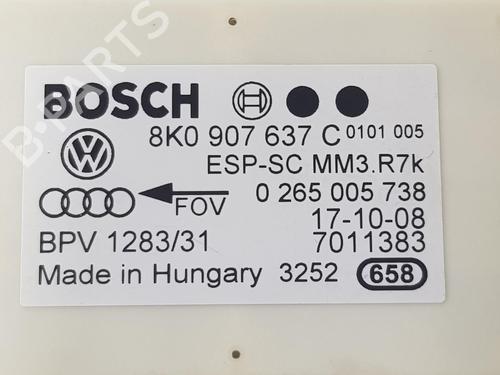 B-PARTS
BOSCH
8K0 907 637 C 0101 005
ESP-SC MM3.R7k
FOV 0 265 005 738
17-10-08
BPV 1283/31 7011383
Made in Hungary 3252 658